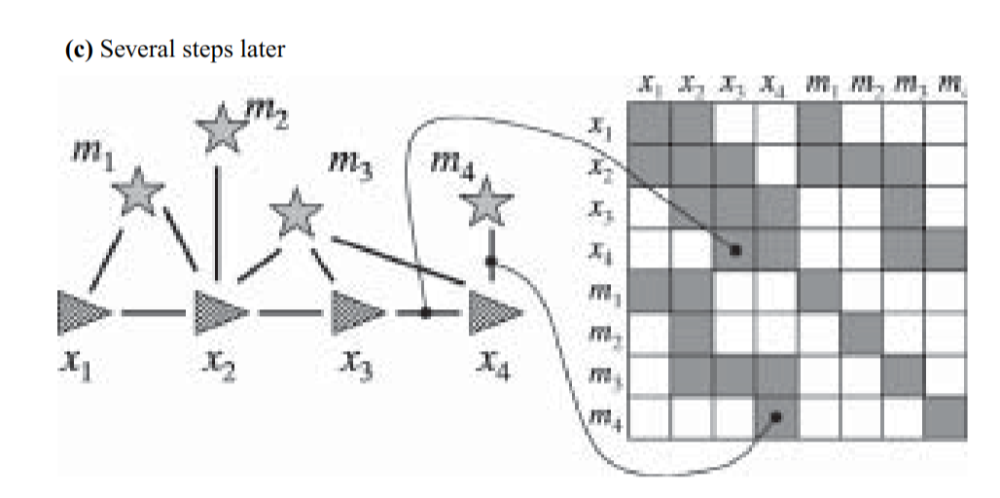 (c) Several steps later
x₁ x₂ x₃ x₄ m₁ m₂ m₃ m
m₂
m₁ m₃ m₄
x₁ x₂ x₃ x₄
x₁
x₂
x₃
x₄
m₁
m₂
m₃
m₄